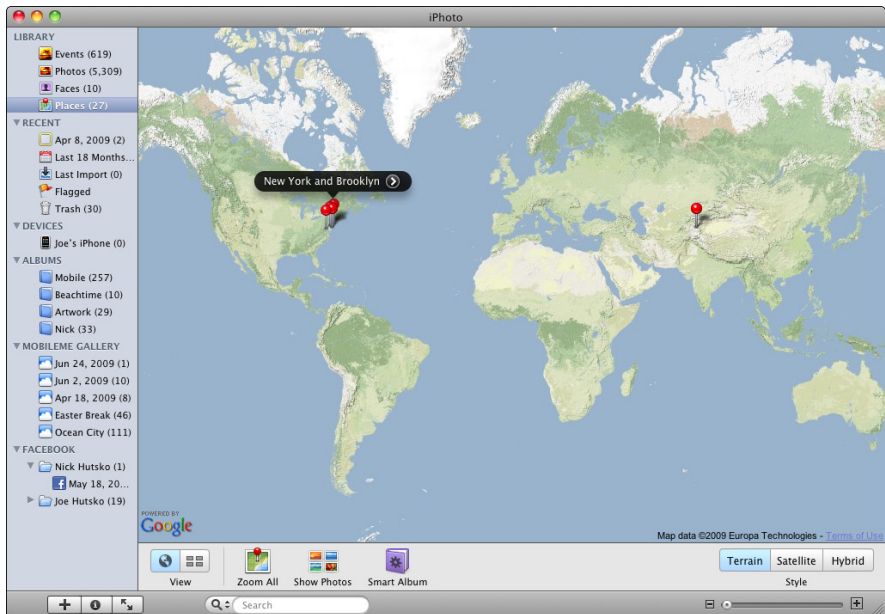 iPhoto
LIBRARY
Events (619)
Photos (5,309)
Faces (10)
Places (27)
RECENT
Apr 8, 2009 (2)
Last 18 Months...
Last Import (0)
Flagged
Trash (30)
DEVICES
Joe's iPhone (0)
ALBUMS
Mobile (257)
Beachtime (10)
Artwork (29)
Nick (33)
MOBILEME GALLERY
Jun 24, 2009 (1)
Jun 2, 2009 (10)
Apr 18, 2009 (8)
Easter Break (46)
Ocean City (111)
FACEBOOK
Nick Hutsko (1)
May 18, 20...
Joe Hutsko (19)
New York and Brooklyn
POWERED BY
Google
Map data ©2009 Europa Technologies - Terms of Use
View
Zoom All
Show Photos
Smart Album
Terrain
Satellite
Hybrid
Style
Search